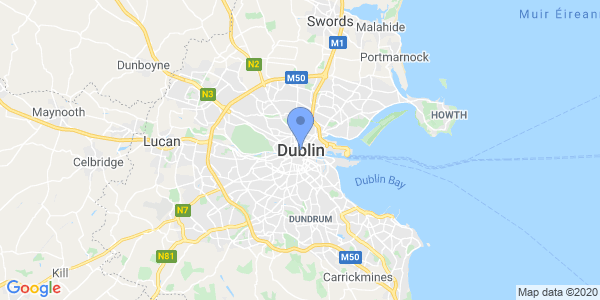 Muir Éireann
Swords
Malahide
M1
Portmarnock
Dunboyne
N2
M50
N3
Maynooth
HOWTH
Lucan
Dublin
Celbridge
Dublin Bay
N7
DUNDRUM
N81
M50
Kill
Carrickmines
Google
Map data ©2020